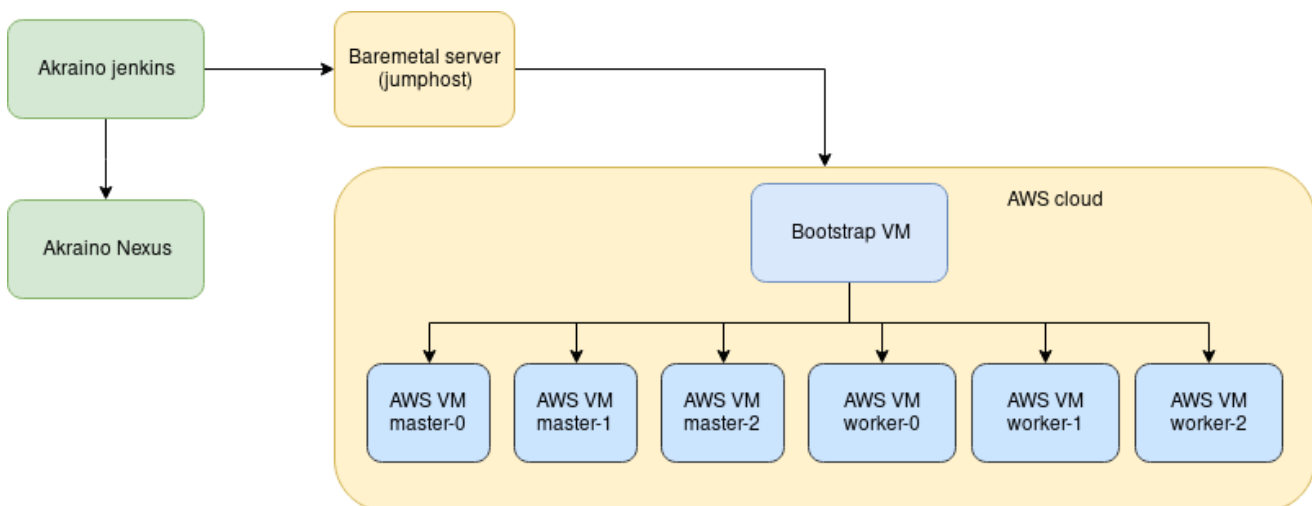 Akraino jenkins
Baremetal server
(jumphost)
Akraino Nexus
AWS cloud
Bootstrap VM
AWS VM
master-0
AWS VM
master-1
AWS VM
master-2
AWS VM
worker-0
AWS VM
worker-1
AWS VM
worker-2